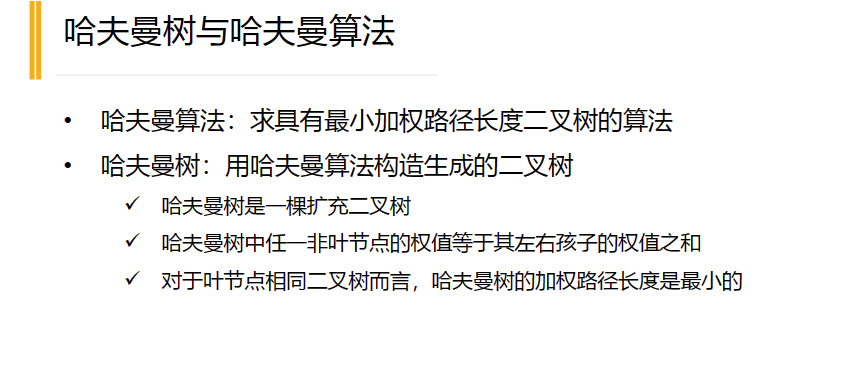 哈夫曼树与哈夫曼算法
• 哈夫曼算法：求具有最小加权路径长度二叉树的算法
• 哈夫曼树：用哈夫曼算法构造生成的二叉树
✓ 哈夫曼树是一棵扩充二叉树
✓ 哈夫曼树中任一非叶节点的权值等于其左右孩子的权值之和
✓ 对于叶节点相同二叉树而言，哈夫曼树的加权路径长度是最小的